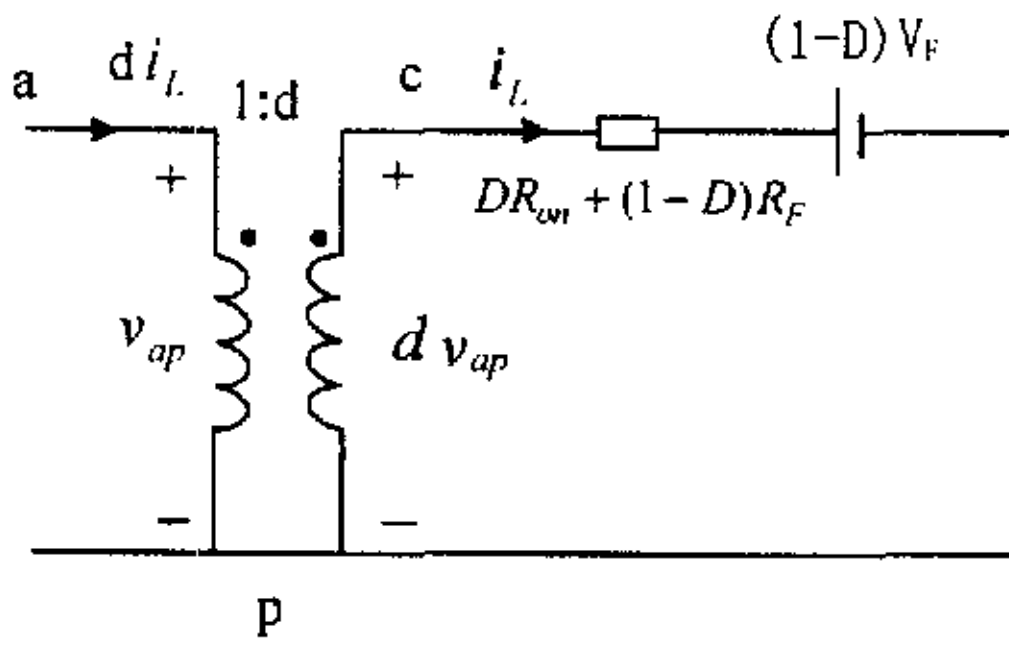 (1-D) V_F
a
d i_L
1:d
c
i_L
+
+
DR_on + (1 - D)R_F
v_ap
d v_ap
−
−
p